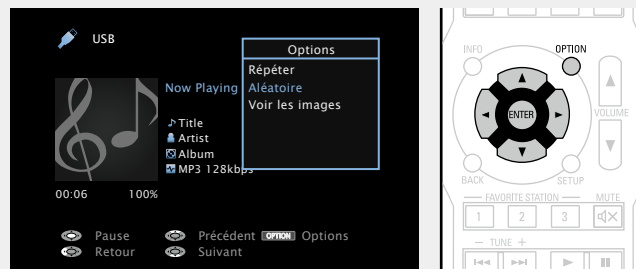 USB
Options
Répéter
Now Playing
Aléatoire
Voir les images
Title
Artist
Album
MP3 128kbps
00:06 100%
Pause Précédent OPTION Options
Retour Suivant
INFO OPTION
ENTER
VOLUME
BACK SETUP
FAVORITE STATION MUTE
1 2 3
− TUNE +